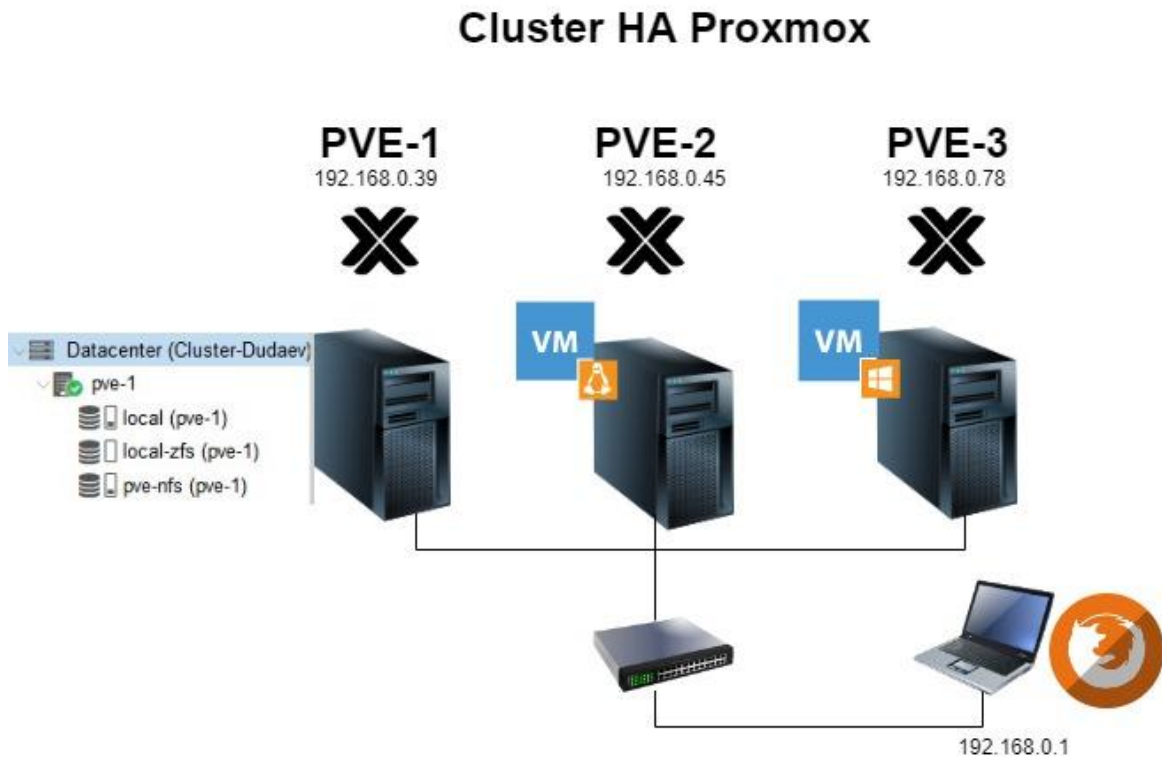 Cluster HA Proxmox
PVE-1
192.168.0.39
PVE-2
192.168.0.45
PVE-3
192.168.0.78
VM
VM
Datacenter (Cluster-Dudaev)
pve-1
local (pve-1)
local-zfs (pve-1)
pve-nfs (pve-1)
192.168.0.1